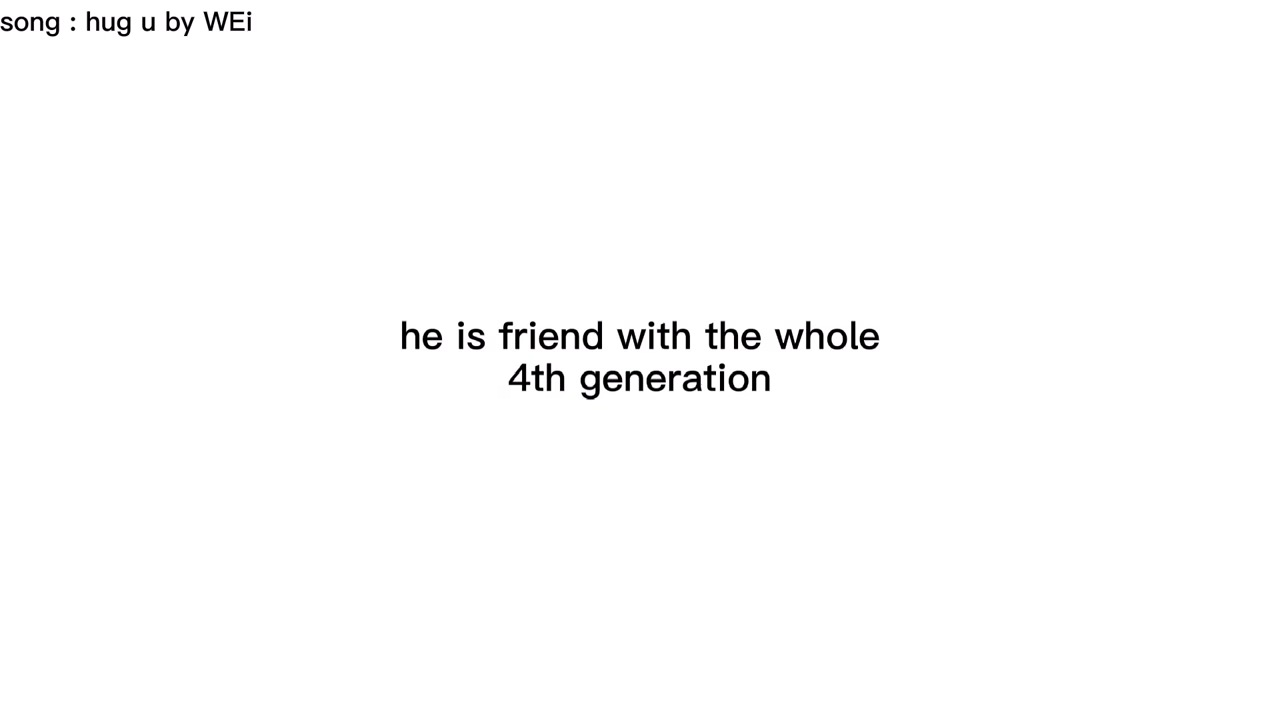 song : hug u by WEi
he is friend with the whole
4th generation